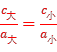 c大/a大 = c小/a小